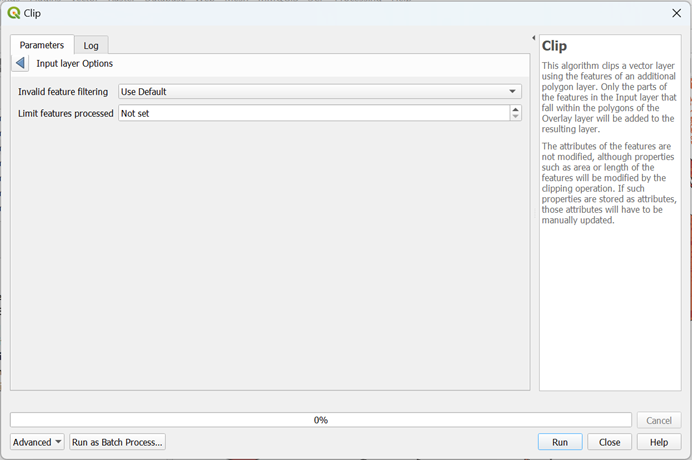 Clip
Parameters
Log
Input layer Options
Invalid feature filtering
Use Default
Limit features processed
Not set
Clip
This algorithm clips a vector layer
using the features of an additional
polygon layer. Only the parts of
the features in the Input layer that
fall within the polygons of the
Overlay layer will be added to the
resulting layer.
The attributes of the features are
not modified, although properties
such as area or length of the
features will be modified by the
clipping operation. If such
properties are stored as attributes,
those attributes will have to be
manually updated.
0%
Cancel
Advanced
Run as Batch Process...
Run
Close
Help